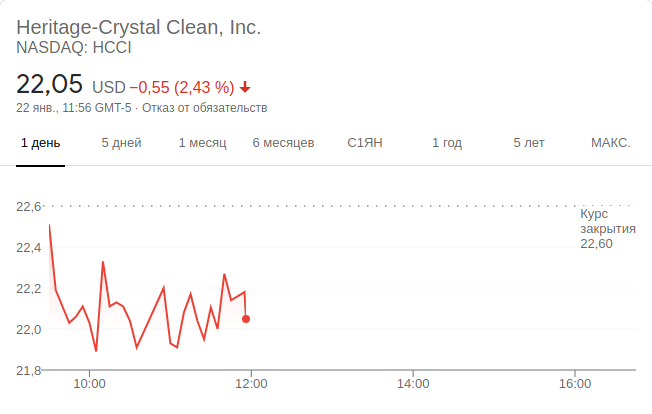 Heritage-Crystal Clean, Inc.
NASDAQ: HCCI
22,05 USD −0,55 (2,43 %)
22 янв., 11:56 GMT-5 · Отказ от обязательств
1 день 5 дней 1 месяц 6 месяцев С1ЯН 1 год 5 лет МАКС.
22,6
Курс
закрытия
22,60
22,4
22,2
22,0
21,8
10:00 12:00 14:00 16:00